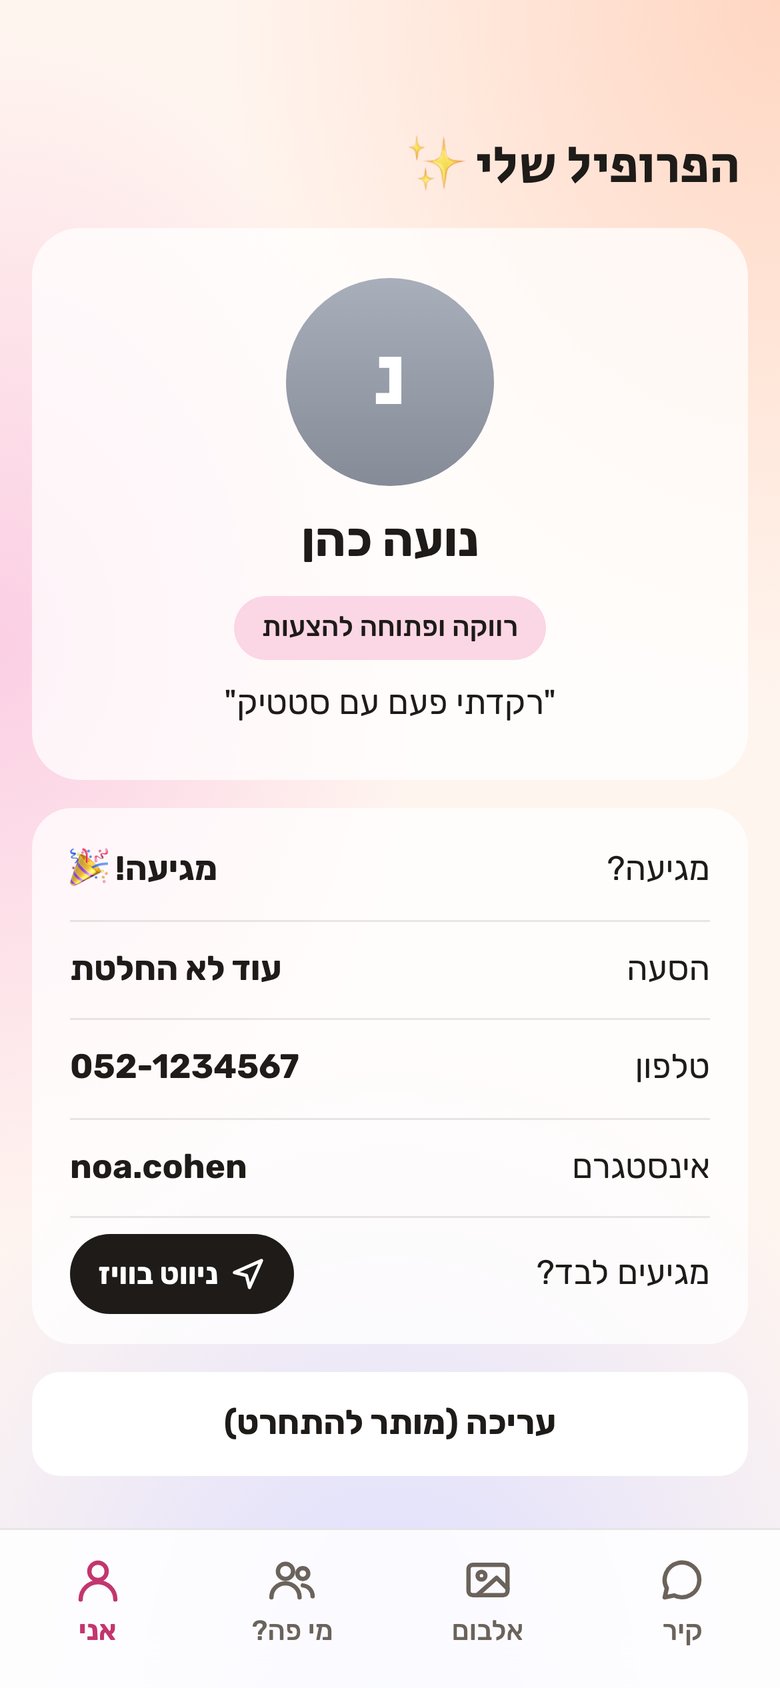 הפרופיל שלי ✨
נ
נועה כהן
רווקה ופתוחה להצעות
"רקדתי פעם עם סטטיק"
מגיעה? מגיעה! 🎉
הסעה עוד לא החלטת
טלפון 052-1234567
אינסטגרם noa.cohen
מגיעים לבד? ניווט בוויז
עריכה (מותר להתחרט)
קיר אלבום מי פה? אני